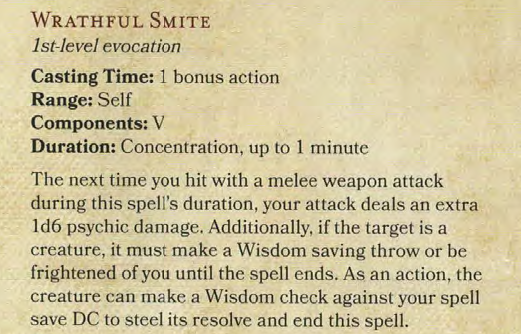 WRATHFUL SMITE
1st-level evocation
Casting Time: 1 bonus action
Range: Self
Components: V
Duration: Concentration, up to 1 minute
The next time you hit with a melee weapon attack
during this spell's duration, your attack deals an extra
1d6 psychic damage. Additionally, if the target is a
creature, it must make a Wisdom saving throw or be
frightened of you until the spell ends. As an action, the
creature can make a Wisdom check against your spell
save DC to steel its resolve and end this spell.